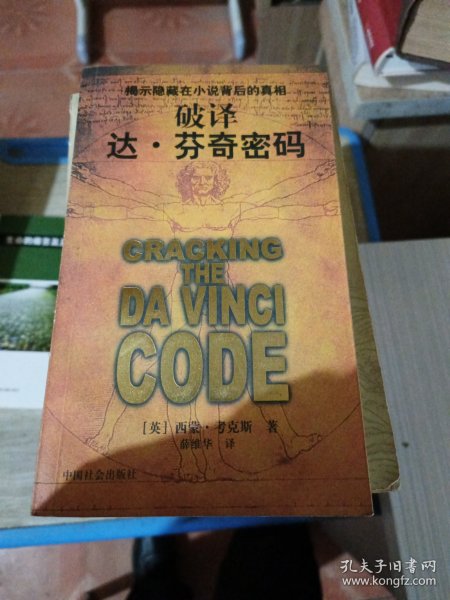 揭示隐藏在小说背后的真相
破译
达·芬奇密码
CRACKING
THE
DA VINCI
CODE
[英] 西蒙·考克斯 著
薛维华 译
中国社会出版社
孔夫子旧书网
www.kongfz.com